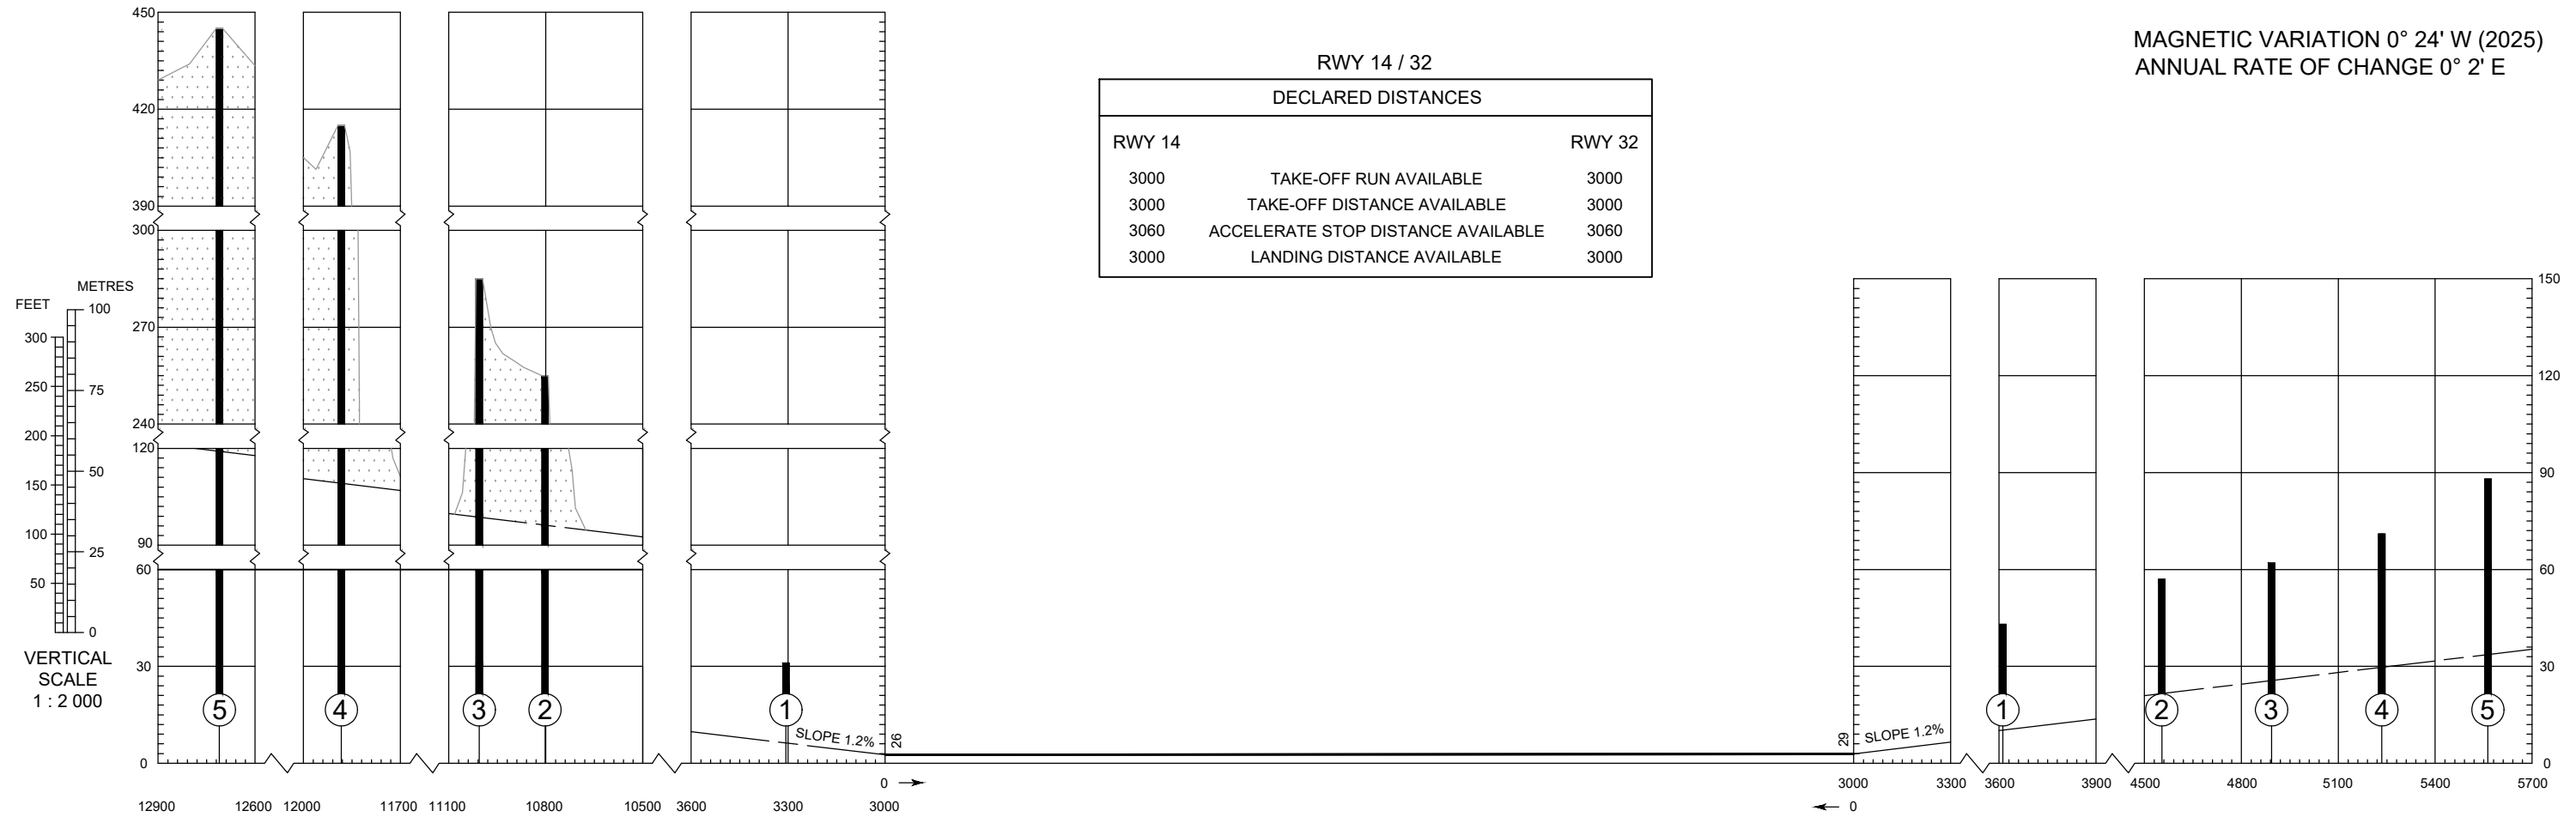 MAGNETIC VARIATION 0° 24' W (2025)
ANNUAL RATE OF CHANGE 0° 2' E
RWY 14 / 32
DECLARED DISTANCES
RWY 14 RWY 32
3000 TAKE-OFF RUN AVAILABLE 3000
3000 TAKE-OFF DISTANCE AVAILABLE 3000
3060 ACCELERATE STOP DISTANCE AVAILABLE 3060
3000 LANDING DISTANCE AVAILABLE 3000
450
420
390
300
270
240
120
90
60
30
0
FEET
300
250
200
150
100
50
METRES
100
75
50
25
0
VERTICAL
SCALE
1 : 2 000
5 4 3 2 1
SLOPE 1.2%
26
29
SLOPE 1.2%
1 2 3 4 5
150
120
90
60
30
0
0 3000 3300 3600 3900 4500 4800 5100 5400 5700
12900 12600 12000 11700 11100 10800 10500 3600 3300 3000 0